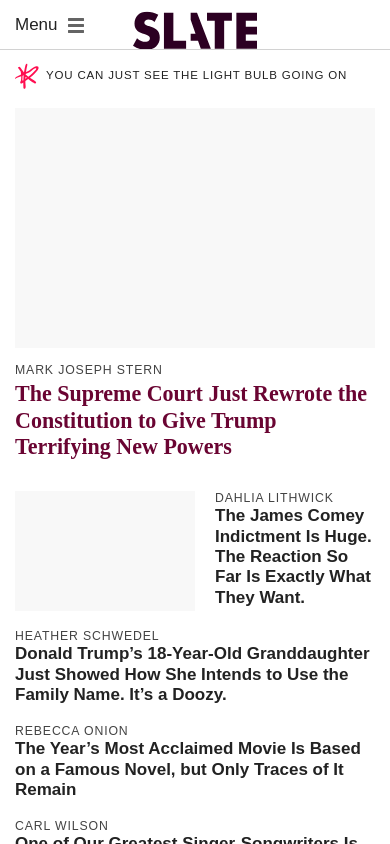 Menu
SLATE
YOU CAN JUST SEE THE LIGHT BULB GOING ON
MARK JOSEPH STERN
The Supreme Court Just Rewrote the
Constitution to Give Trump
Terrifying New Powers
DAHLIA LITHWICK
The James Comey
Indictment Is Huge.
The Reaction So
Far Is Exactly What
They Want.
HEATHER SCHWEDEL
Donald Trump’s 18-Year-Old Granddaughter
Just Showed How She Intends to Use the
Family Name. It’s a Doozy.
REBECCA ONION
The Year’s Most Acclaimed Movie Is Based
on a Famous Novel, but Only Traces of It
Remain
CARL WILSON
One of Our Greatest Singer-Songwriters Is